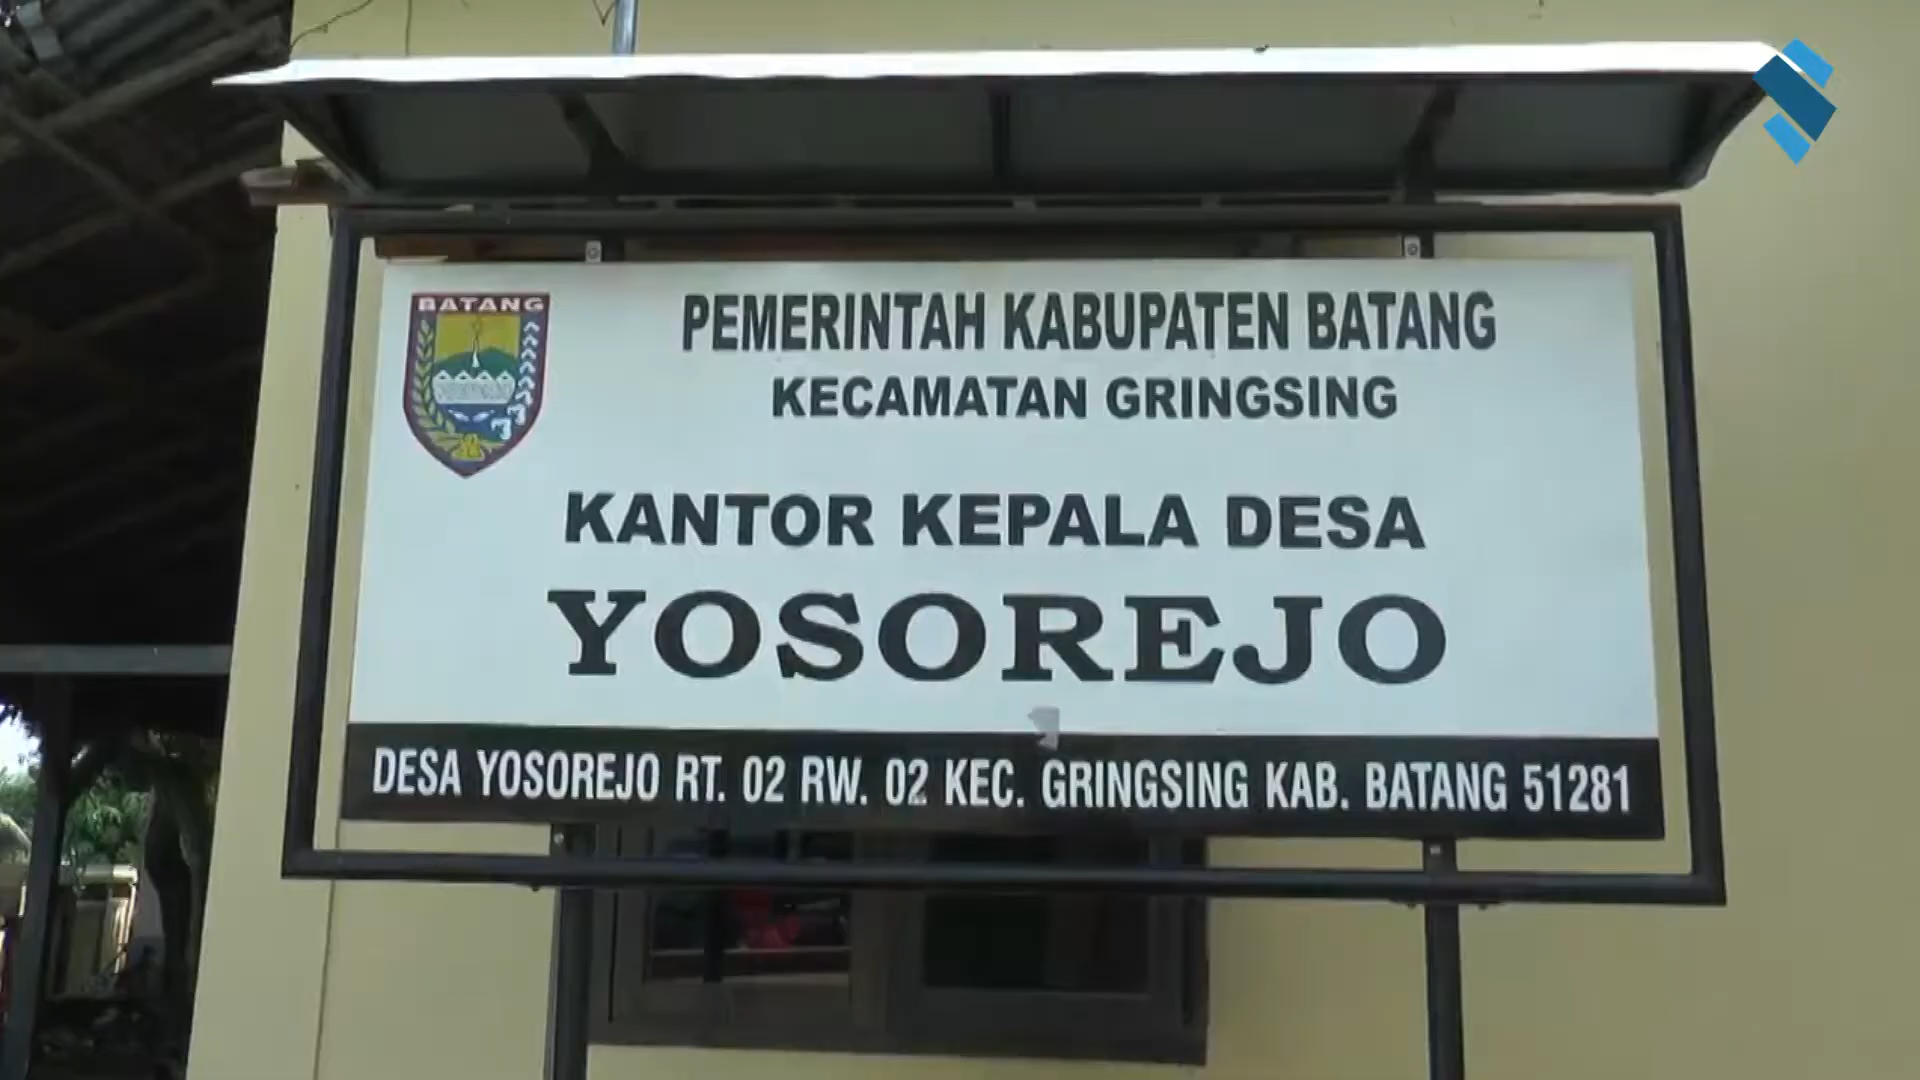 BATANG
PEMERINTAH KABUPATEN BATANG
KECAMATAN GRINGSING
KANTOR KEPALA DESA
YOSOREJO
DESA YOSOREJO RT. 02 RW. 02 KEC. GRINGSING KAB. BATANG 51281